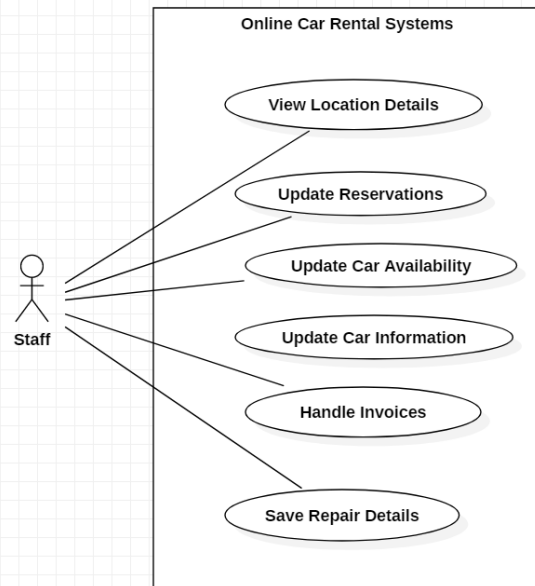 Online Car Rental Systems
View Location Details
Update Reservations
Update Car Availability
Update Car Information
Staff
Handle Invoices
Save Repair Details